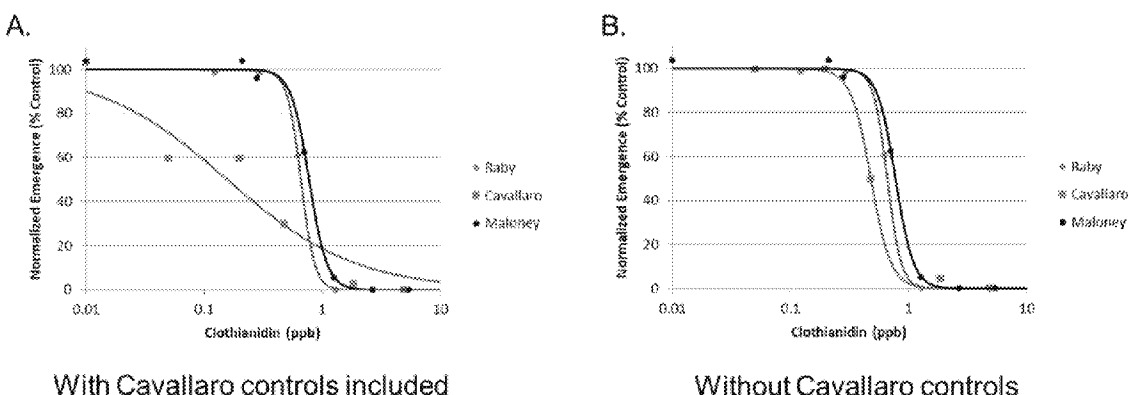 A.
B.
Normalized Emergence (% Control)
100
80
60
40
20
0
0.01
0.1
1
10
Clothianidin (ppb)
Raby
Cavallaro
Maloney
Normalized Emergence (% Control)
100
80
60
40
20
0
0.01
0.1
1
10
Clothianidin (ppb)
Raby
Cavallaro
Maloney
With Cavallaro controls included
Without Cavallaro controls